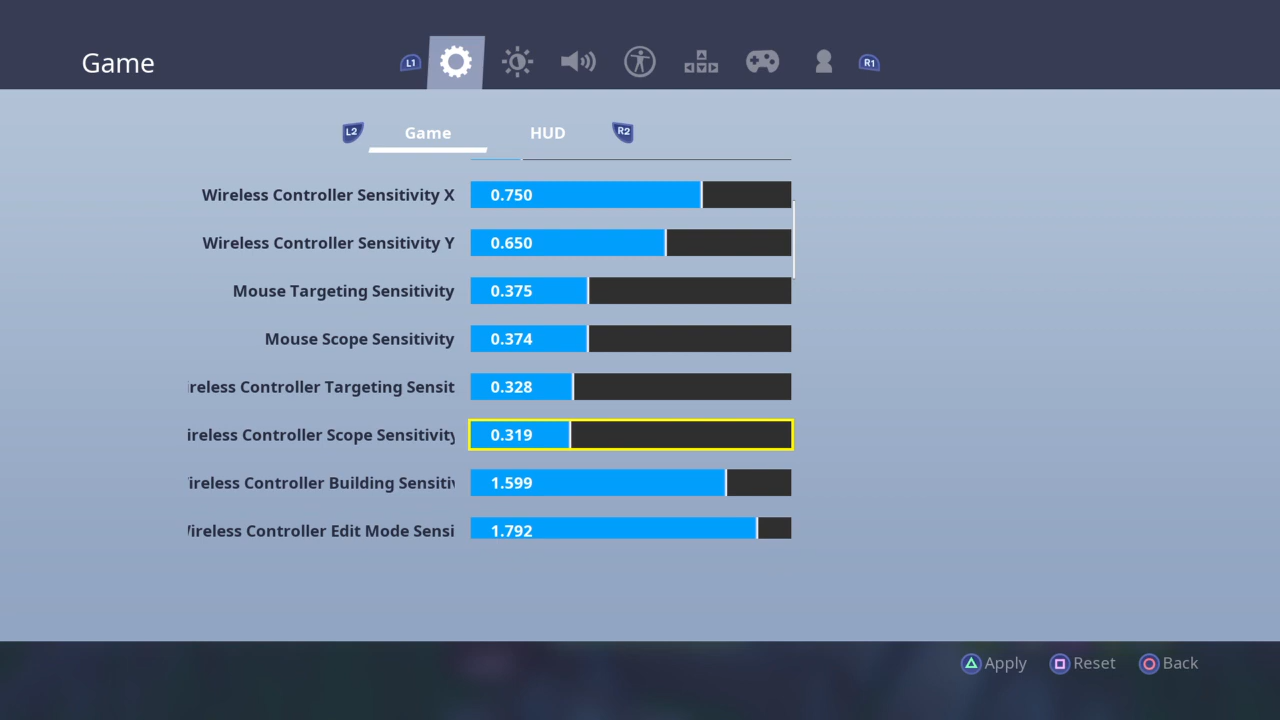 Game
L1
R1
L2
Game
HUD
R2
Wireless Controller Sensitivity X
0.750
Wireless Controller Sensitivity Y
0.650
Mouse Targeting Sensitivity
0.375
Mouse Scope Sensitivity
0.374
ireless Controller Targeting Sensit
0.328
ireless Controller Scope Sensitivity
0.319
ireless Controller Building Sensitiv
1.599
ireless Controller Edit Mode Sensi
1.792
Apply
Reset
Back